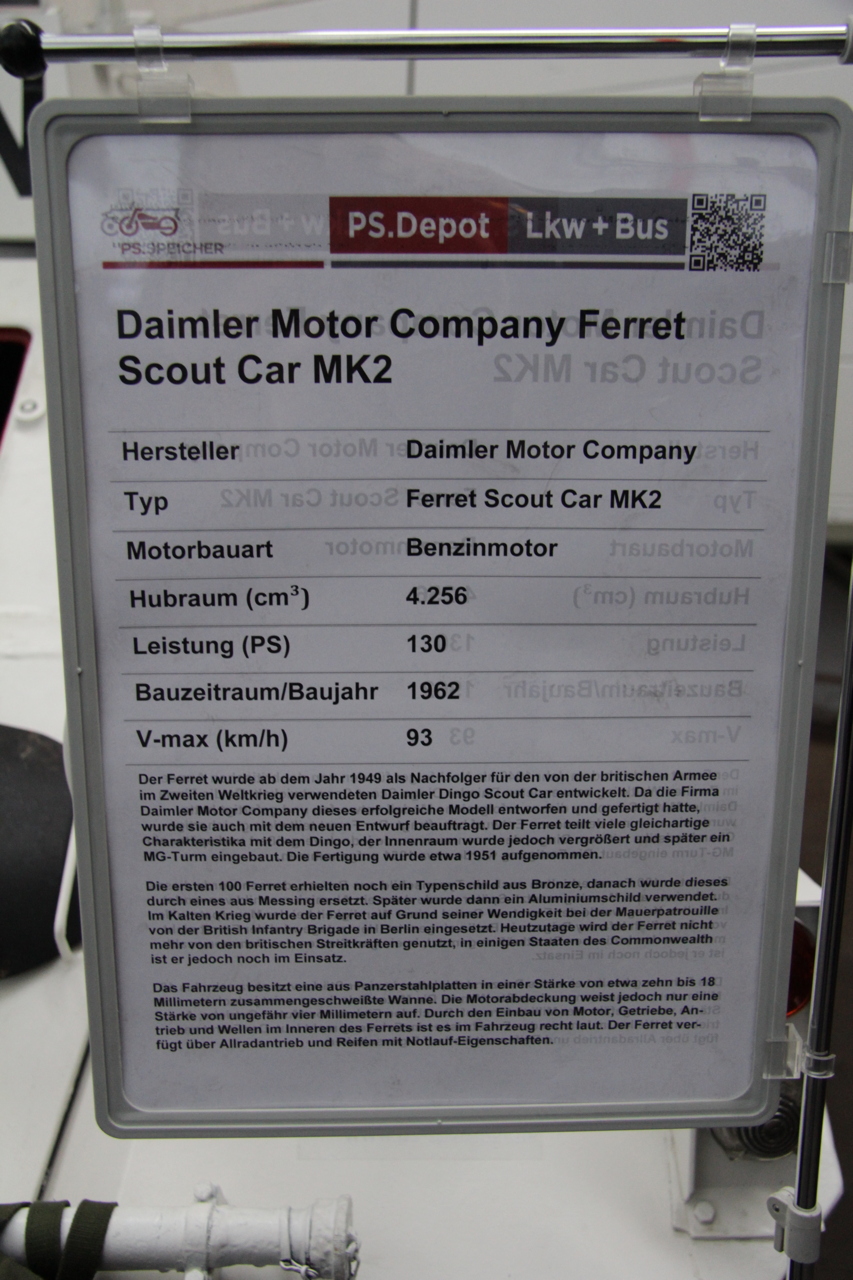 PS.SPEICHER
PS.Depot Lkw + Bus
Daimler Motor Company Ferret
Scout Car MK2
Hersteller Daimler Motor Company
Typ Ferret Scout Car MK2
Motorbauart Benzinmotor
Hubraum (cm³) 4.256
Leistung (PS) 130
Bauzeitraum/Baujahr 1962
V-max (km/h) 93
Der Ferret wurde ab dem Jahr 1949 als Nachfolger für den von der britischen Armee
im Zweiten Weltkrieg verwendeten Daimler Dingo Scout Car entwickelt. Da die Firma
Daimler Motor Company dieses erfolgreiche Modell entworfen und gefertigt hatte,
wurde sie auch mit dem neuen Entwurf beauftragt. Der Ferret teilt viele gleichartige
Charakteristika mit dem Dingo, der Innenraum wurde jedoch vergrößert und später ein
MG-Turm eingebaut. Die Fertigung wurde etwa 1951 aufgenommen.
Die ersten 100 Ferret erhielten noch ein Typenschild aus Bronze, danach wurde dieses
durch eines aus Messing ersetzt. Später wurde dann ein Aluminiumschild verwendet.
Im Kalten Krieg wurde der Ferret auf Grund seiner Wendigkeit bei der Mauerpatrouille
von der British Infantry Brigade in Berlin eingesetzt. Heutzutage wird der Ferret nicht
mehr von den britischen Streitkräften genutzt, in einigen Staaten des Commonwealth
ist er jedoch noch im Einsatz.
Das Fahrzeug besitzt eine aus Panzerstahlplatten in einer Stärke von etwa zehn bis 18
Millimetern zusammengeschweißte Wanne. Die Motorabdeckung weist jedoch nur eine
Stärke von ungefähr vier Millimetern auf. Durch den Einbau von Motor, Getriebe, An-
trieb und Wellen im Inneren des Ferrets ist es im Fahrzeug recht laut. Der Ferret ver-
fügt über Allradantrieb und Reifen mit Notlauf-Eigenschaften.